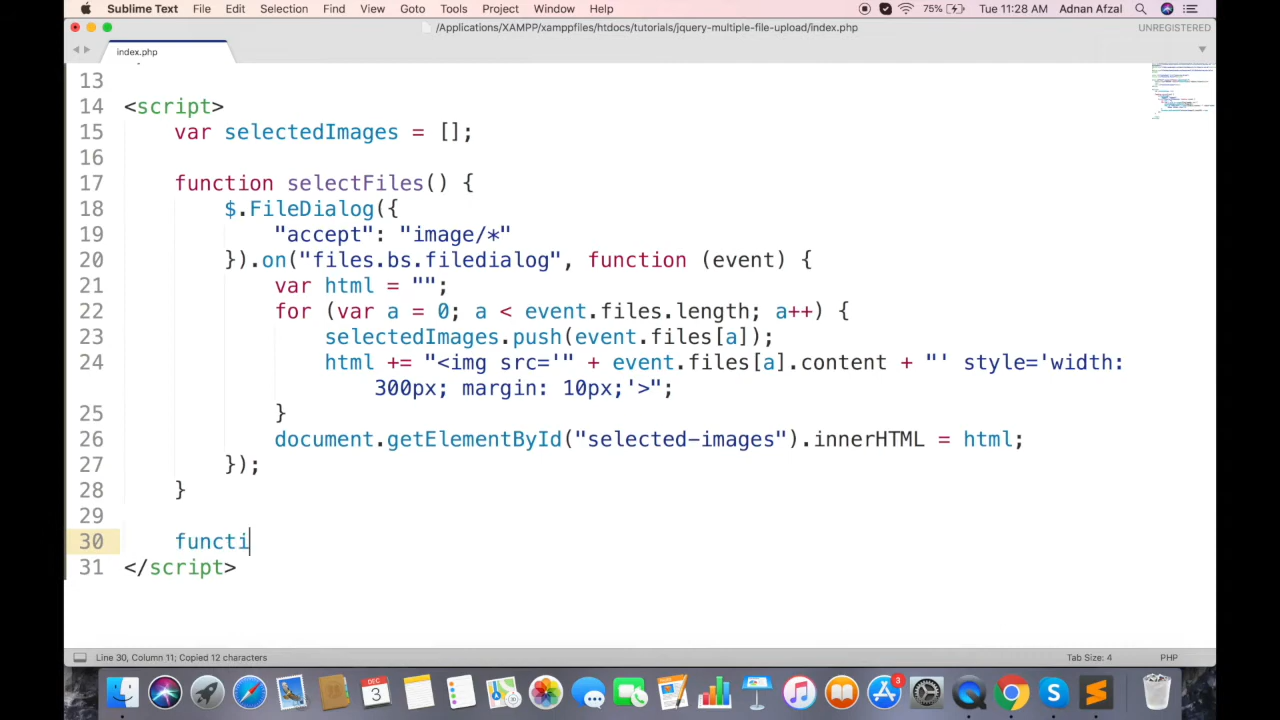 Sublime Text File Edit Selection Find View Goto Tools Project Window Help 75% Tue 11:28 AM Adnan Afzal
/Applications/XAMPP/xamppfiles/htdocs/tutorials/jquery-multiple-file-upload/index.php UNREGISTERED
index.php
13
14 <script>
15 var selectedImages = [];
16
17 function selectFiles() {
18 $.FileDialog({
19 "accept": "image/*"
20 }).on("files.bs.filedialog", function (event) {
21 var html = "";
22 for (var a = 0; a < event.files.length; a++) {
23 selectedImages.push(event.files[a]);
24 html += "<img src='" + event.files[a].content + "' style='width:
300px; margin: 10px;'>";
25 }
26 document.getElementById("selected-images").innerHTML = html;
27 });
28 }
29
30 functi
31 </script>
Line 30, Column 11; Copied 12 characters Tab Size: 4 PHP
DEC
3
3